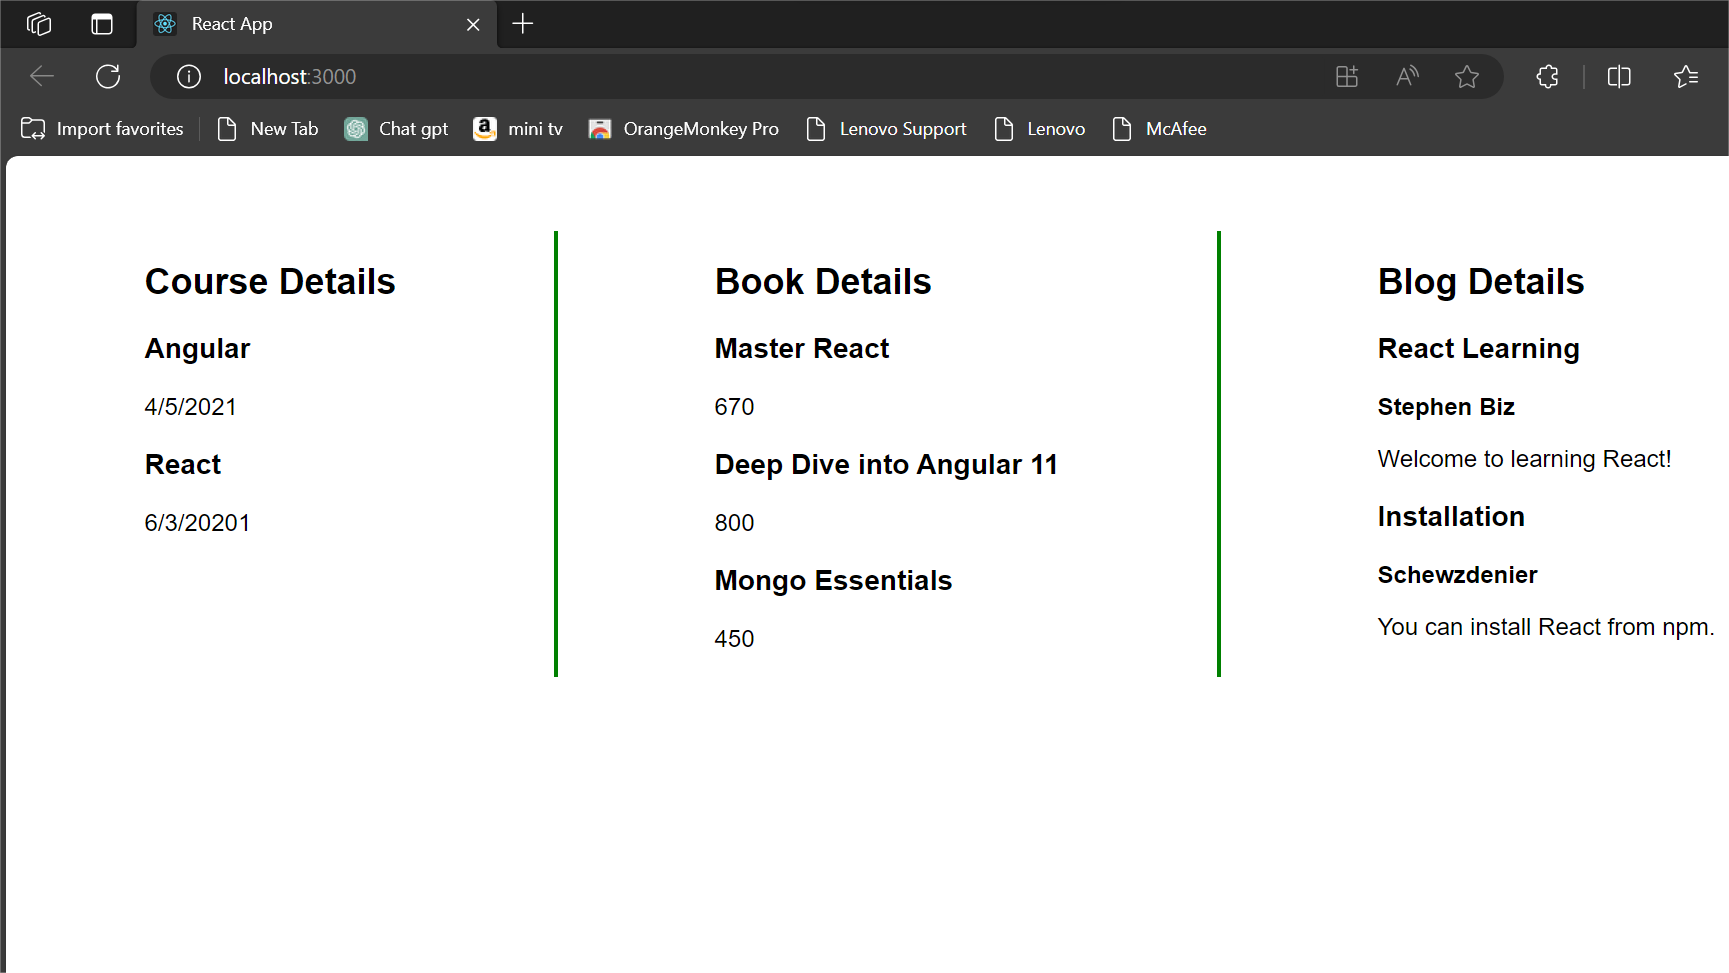 React App
localhost:3000
Import favorites
New Tab
Chat gpt
mini tv
OrangeMonkey Pro
Lenovo Support
Lenovo
McAfee
Course Details
Angular
4/5/2021
React
6/3/20201
Book Details
Master React
670
Deep Dive into Angular 11
800
Mongo Essentials
450
Blog Details
React Learning
Stephen Biz
Welcome to learning React!
Installation
Schewzdenier
You can install React from npm.